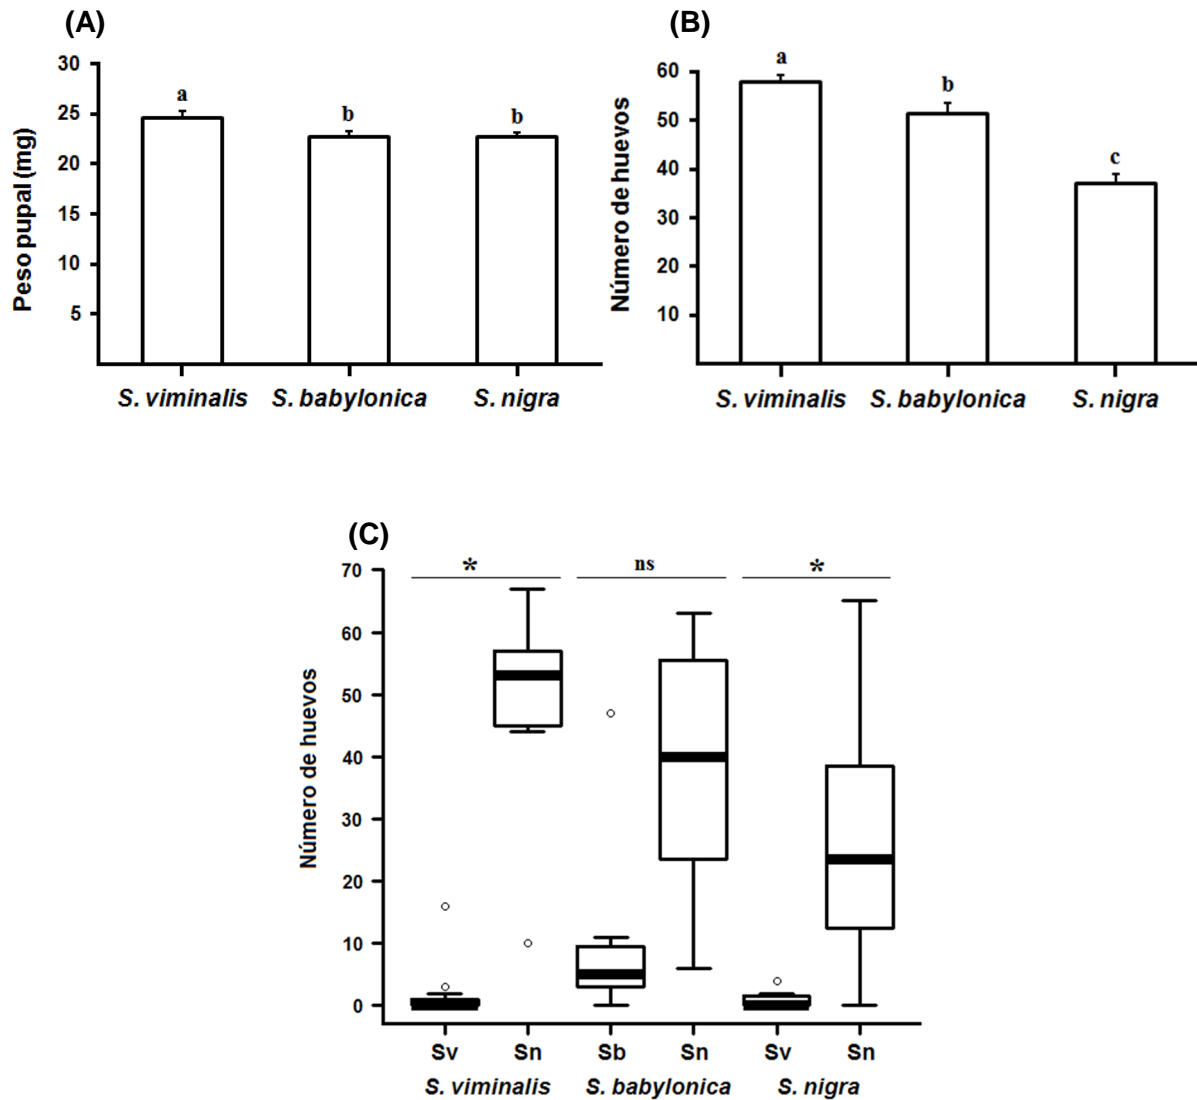 (A)
Peso pupal (mg)
30
25
20
15
10
5
a
b
b
S. viminalis
S. babylonica
S. nigra
(B)
Número de huevos
60
50
40
30
20
10
a
b
c
S. viminalis
S. babylonica
S. nigra
(C)
Número de huevos
70
60
50
40
30
20
10
0
*
ns
*
Sv Sn Sb Sn Sv Sn
S. viminalis
S. babylonica
S. nigra